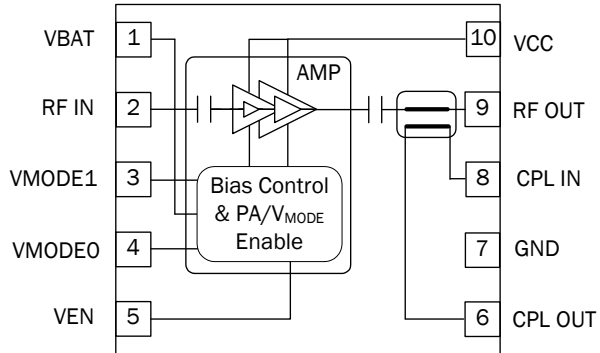 VBAT 1
10 VCC
AMP
RF IN 2
9 RF OUT
VMODE1 3
8 CPL IN
Bias Control
& PA/VMODE
Enable
VMODE0 4
7 GND
VEN 5
6 CPL OUT